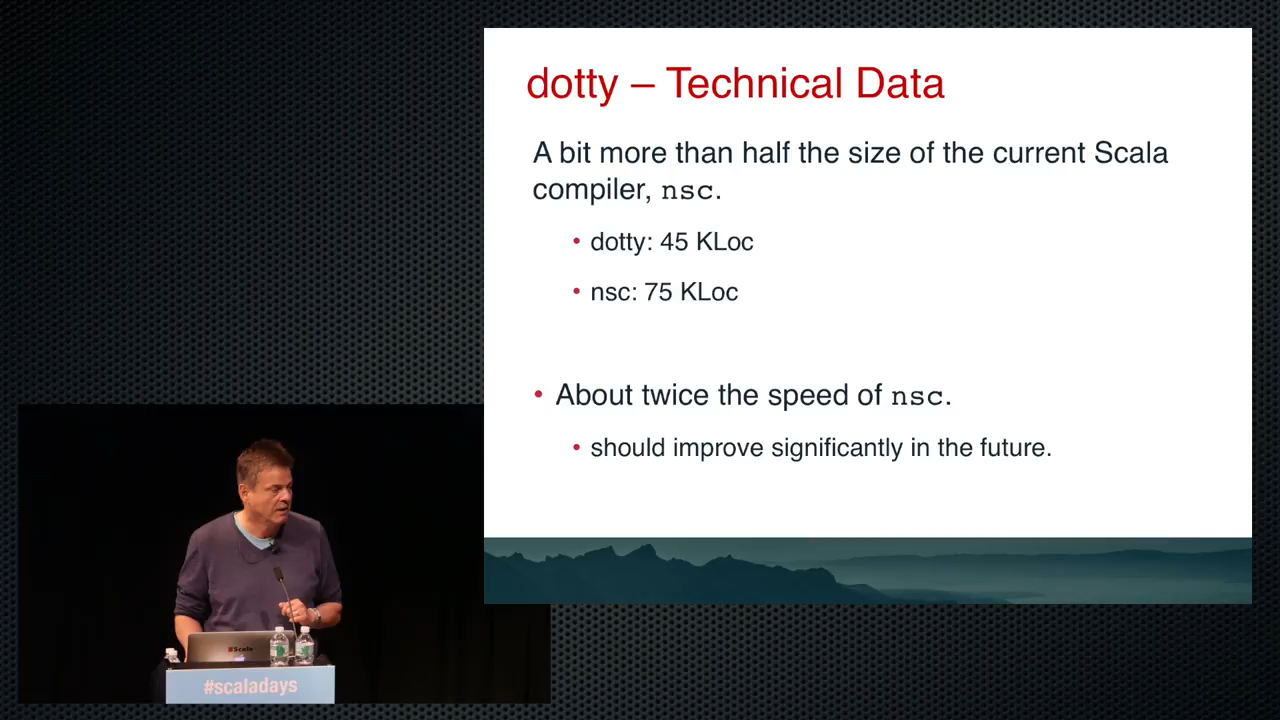 dotty – Technical Data
A bit more than half the size of the current Scala
compiler, nsc.
• dotty: 45 KLoc
• nsc: 75 KLoc
• About twice the speed of nsc.
• should improve significantly in the future.
Scala
#scaladays